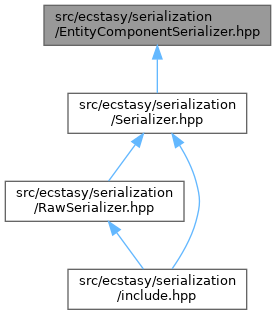 src/ecstasy/serialization
/EntityComponentSerializer.hpp
src/ecstasy/serialization
/Serializer.hpp
src/ecstasy/serialization
/RawSerializer.hpp
src/ecstasy/serialization
/include.hpp